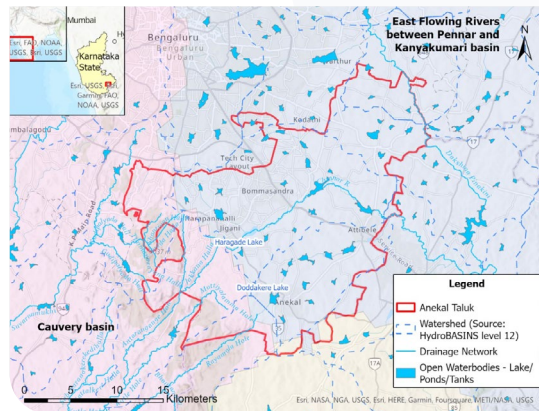 Mumbai
Esri, FAO, NOAA,
USGS, Esri, USGS
Karnataka
State
Esri, USGS
Garmin, FAO,
NOAA, USGS
East Flowing Rivers
between Pennar and
Kanyakumari basin
N
Bengaluru
Bengaluru
Urban
Kodathi
Tech City
Layout
Bommasandra
Jigani
Haragade Lake
Attibele
Doddakere Lake
Anekal
Cauvery basin
Legend
Anekal Taluk
Watershed (Source:
HydroBASINS level 12)
Drainage Network
Open Waterbodies - Lake/
Ponds/Tanks
0 2.5 5 10 15
Kilometers
Esri, NASA, NGA, USGS, Esri, HERE, Garmin, Foursquare, METI/NASA, USGS